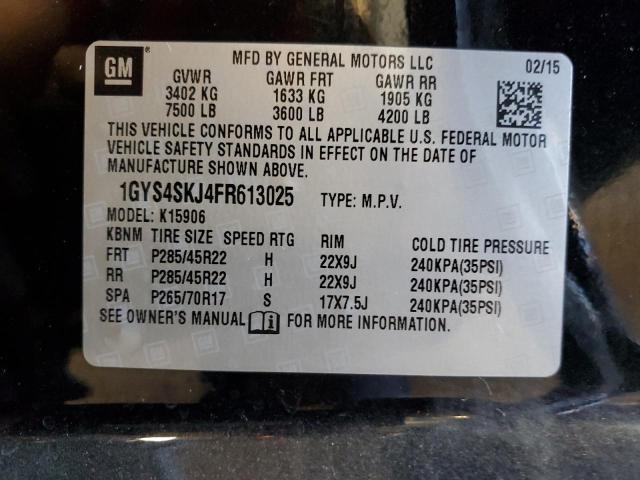 GM ®
MFD BY GENERAL MOTORS LLC 02/15
GVWR GAWR FRT GAWR RR
3402 KG 1633 KG 1905 KG
7500 LB 3600 LB 4200 LB
THIS VEHICLE CONFORMS TO ALL APPLICABLE U.S. FEDERAL MOTOR
VEHICLE SAFETY STANDARDS IN EFFECT ON THE DATE OF
MANUFACTURE SHOWN ABOVE.
1GYS4SKJ4FR613025 TYPE: M.P.V.
MODEL: K15906
KBNM TIRE SIZE SPEED RTG RIM COLD TIRE PRESSURE
FRT P285/45R22 H 22X9J 240KPA(35PSI)
RR P285/45R22 H 22X9J 240KPA(35PSI)
SPA P265/70R17 S 17X7.5J 240KPA(35PSI)
SEE OWNER'S MANUAL FOR MORE INFORMATION.